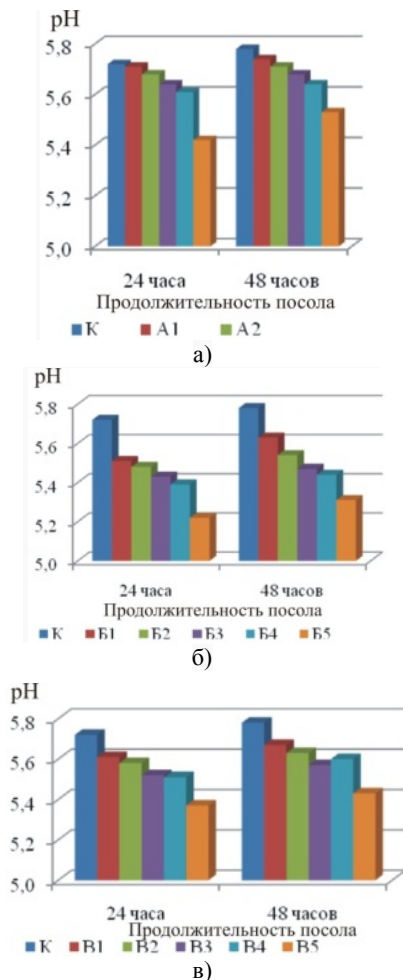 pH
5,8
5,6
5,4
5,2
5,0
24 часа 48 часов
Продолжительность посола
К А1 А2
а)
pH
5,8
5,6
5,4
5,2
5,0
24 часа 48 часов
Продолжительность посола
К Б1 Б2 Б3 Б4 Б5
б)
pH
5,8
5,6
5,4
5,2
5,0
24 часа 48 часов
Продолжительность посола
К В1 В2 В3 В4 В5
в)